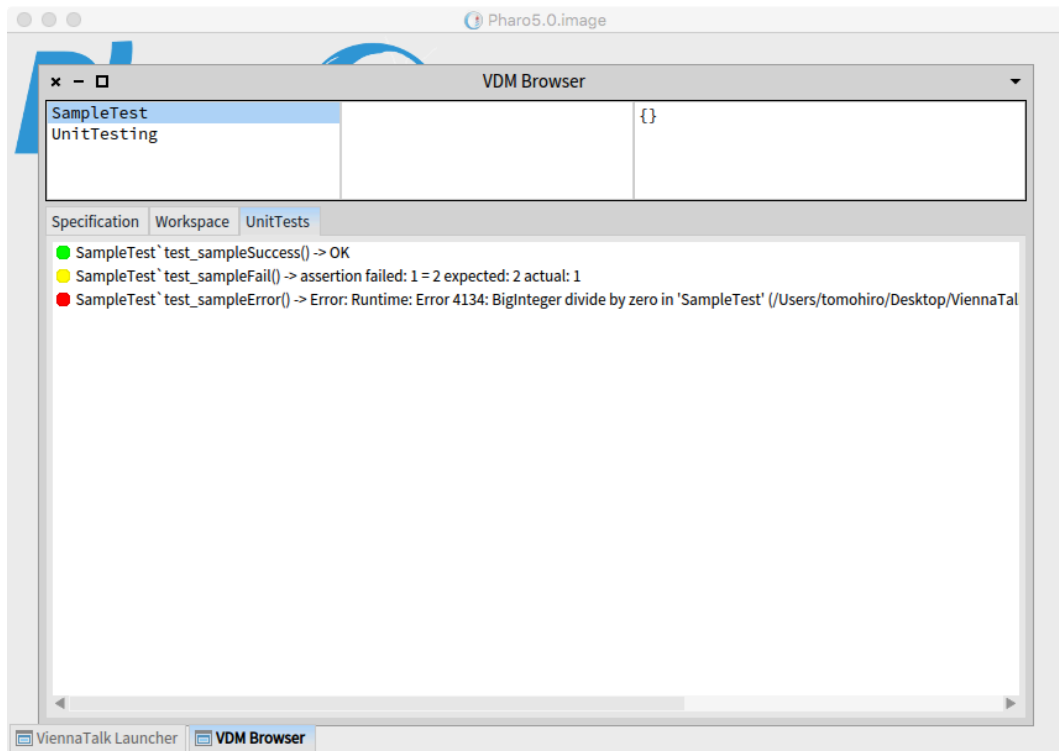 Pharo5.0.image
VDM Browser
SampleTest
UnitTesting
{}
Specification Workspace UnitTests
SampleTest`test_sampleSuccess() -> OK
SampleTest`test_sampleFail() -> assertion failed: 1 = 2 expected: 2 actual: 1
SampleTest`test_sampleError() -> Error: Runtime: Error 4134: BigInteger divide by zero in 'SampleTest' (/Users/tomohiro/Desktop/ViennaTal
ViennaTalk Launcher VDM Browser